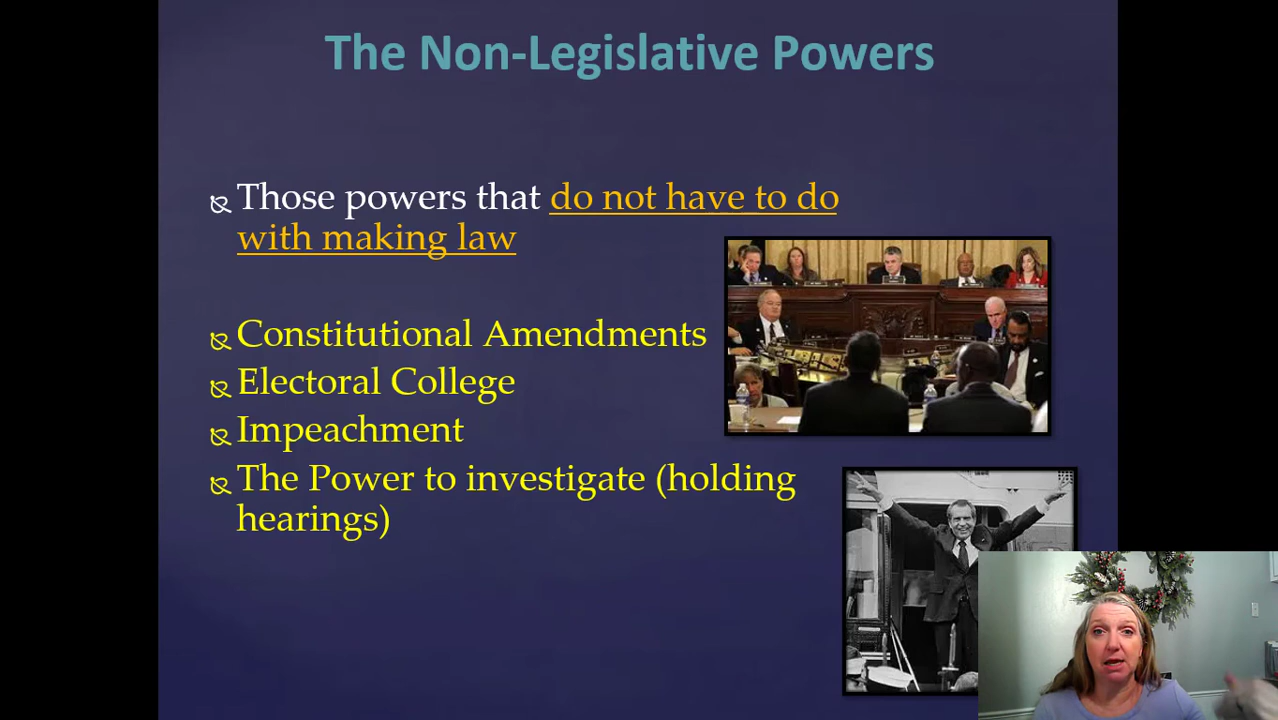 The Non-Legislative Powers
Those powers that do not have to do
with making law
Constitutional Amendments
Electoral College
Impeachment
The Power to investigate (holding
hearings)